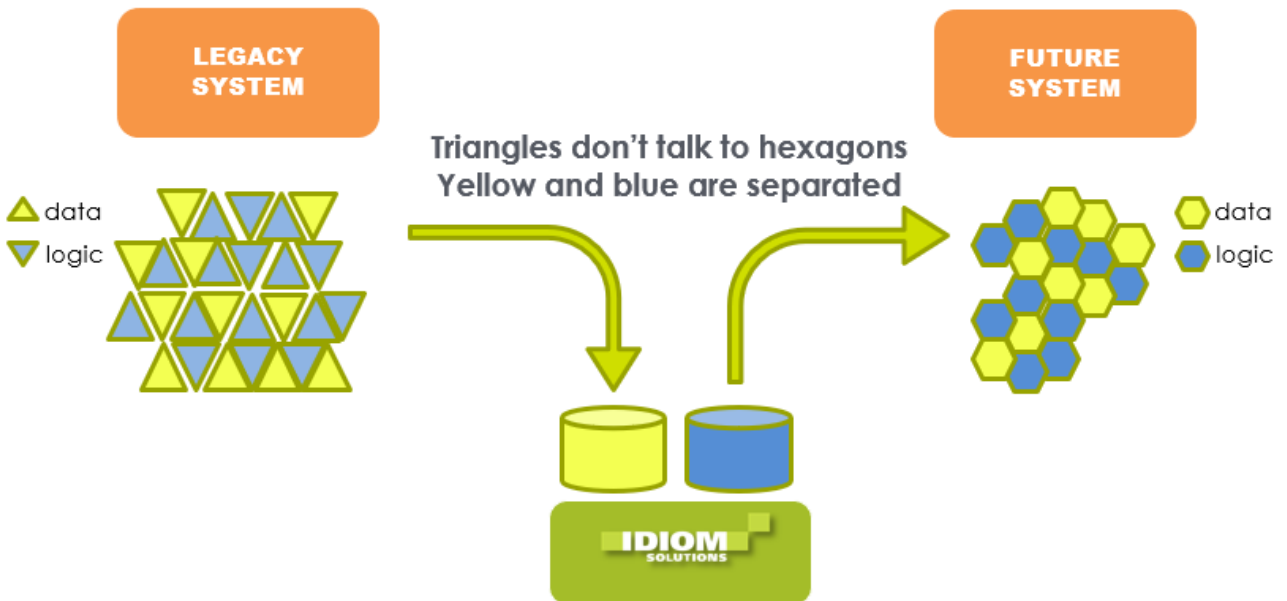 LEGACY
SYSTEM
FUTURE
SYSTEM
Triangles don’t talk to hexagons
Yellow and blue are separated
data
logic
data
logic
IDIOM
SOLUTIONS